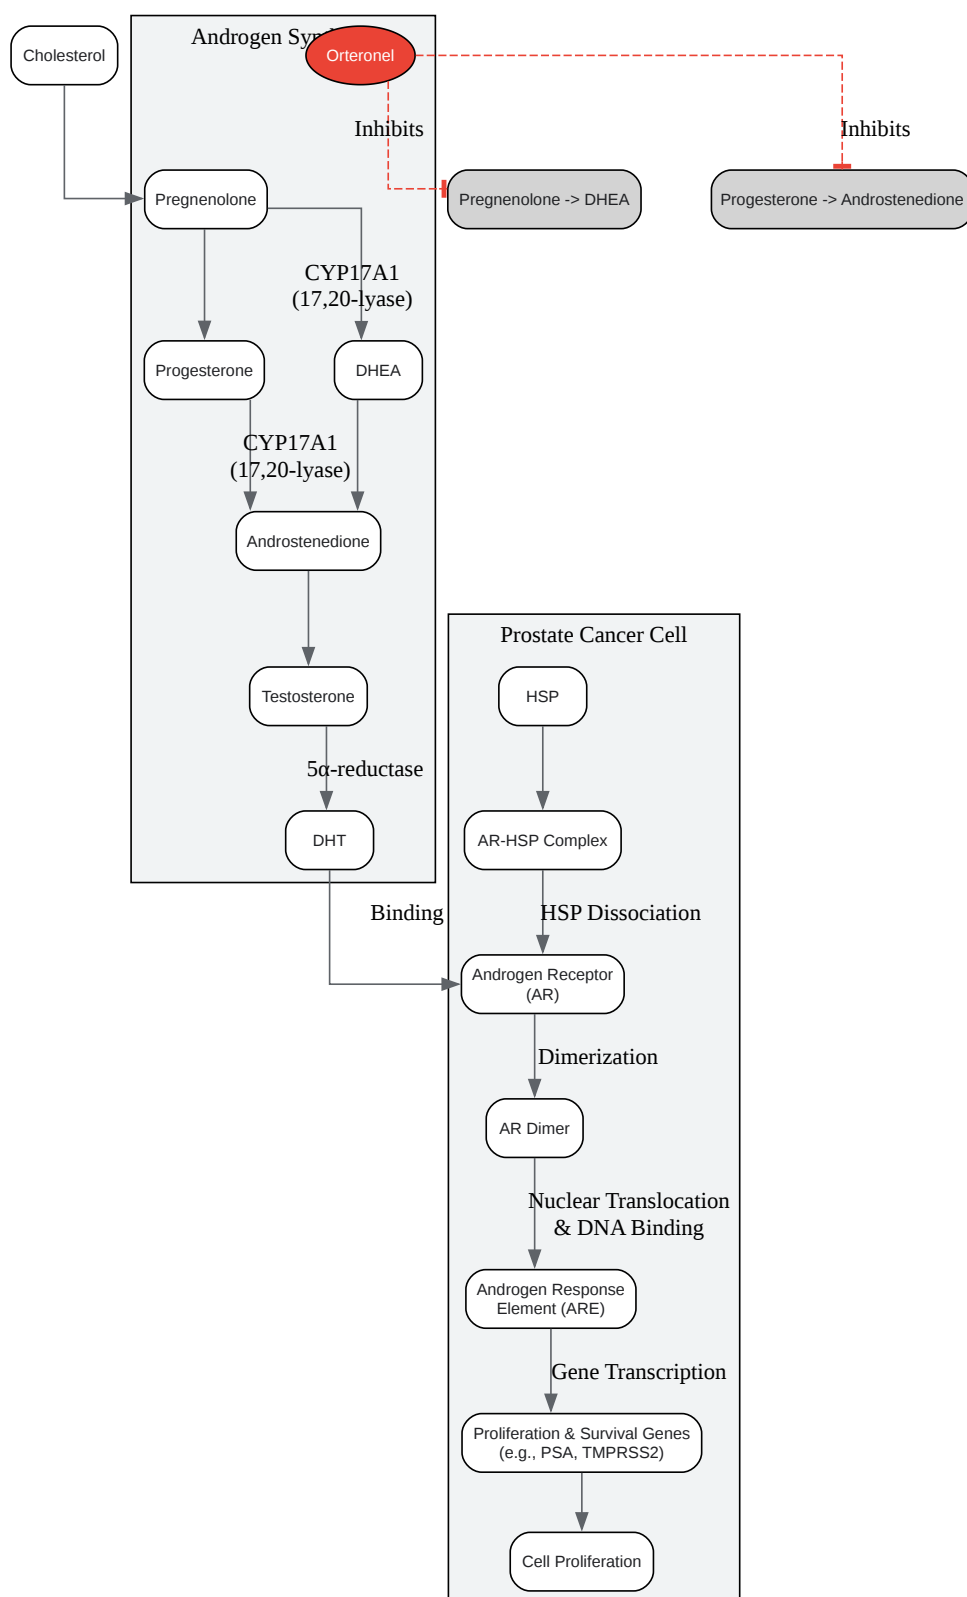 Cholesterol
Androgen Syn
Orteronel
Inhibits
Inhibits
Pregnenolone
Pregnenolone -> DHEA
Progesterone -> Androstenedione
CYP17A1
(17,20-lyase)
Progesterone
DHEA
CYP17A1
(17,20-lyase)
Androstenedione
Prostate Cancer Cell
Testosterone
HSP
5α-reductase
DHT
AR-HSP Complex
Binding
HSP Dissociation
Androgen Receptor
(AR)
Dimerization
AR Dimer
Nuclear Translocation
& DNA Binding
Androgen Response
Element (ARE)
Gene Transcription
Proliferation & Survival Genes
(e.g., PSA, TMPRSS2)
Cell Proliferation